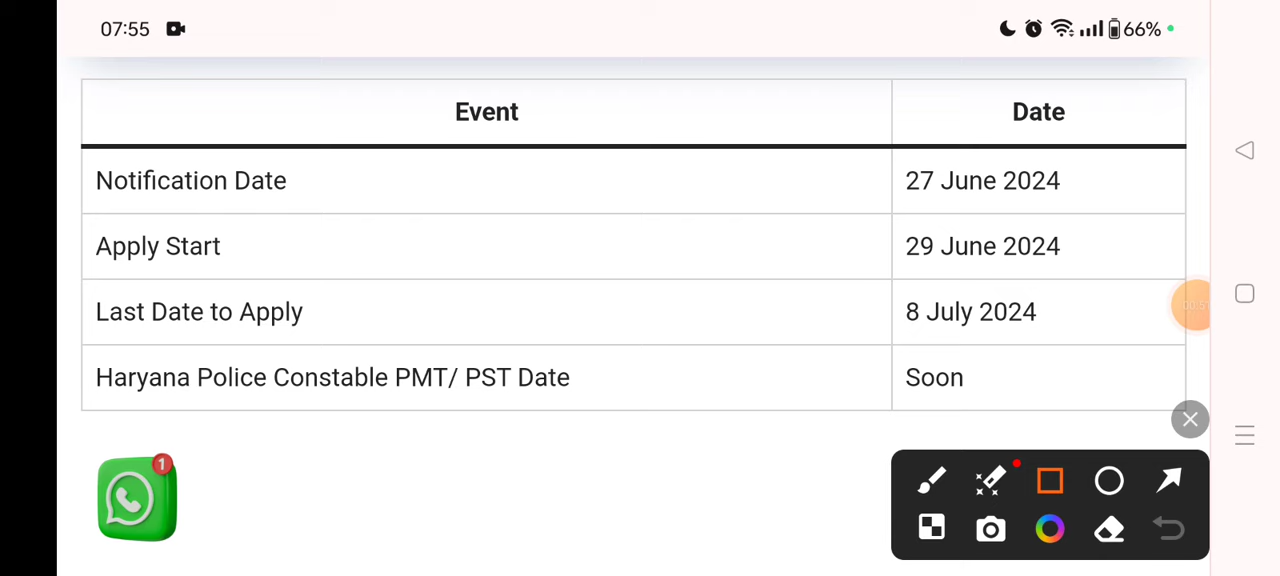 07:55 66%
Event Date
Notification Date 27 June 2024
Apply Start 29 June 2024
Last Date to Apply 8 July 2024
Haryana Police Constable PMT/ PST Date Soon
1